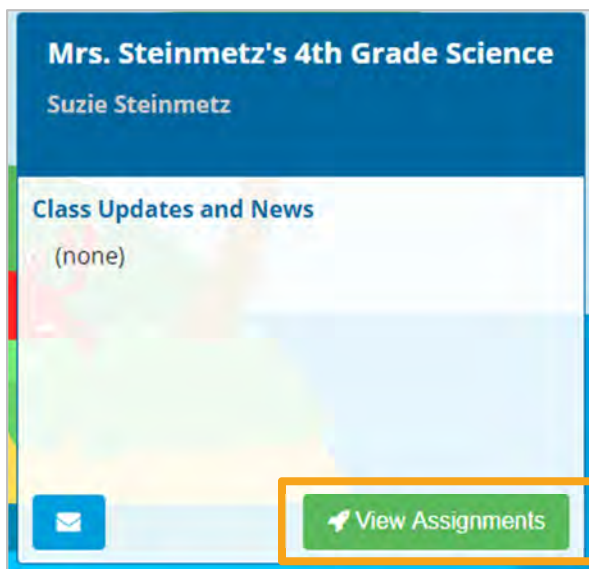 Mrs. Steinmetz's 4th Grade Science
Suzie Steinmetz
Class Updates and News
(none)
View Assignments